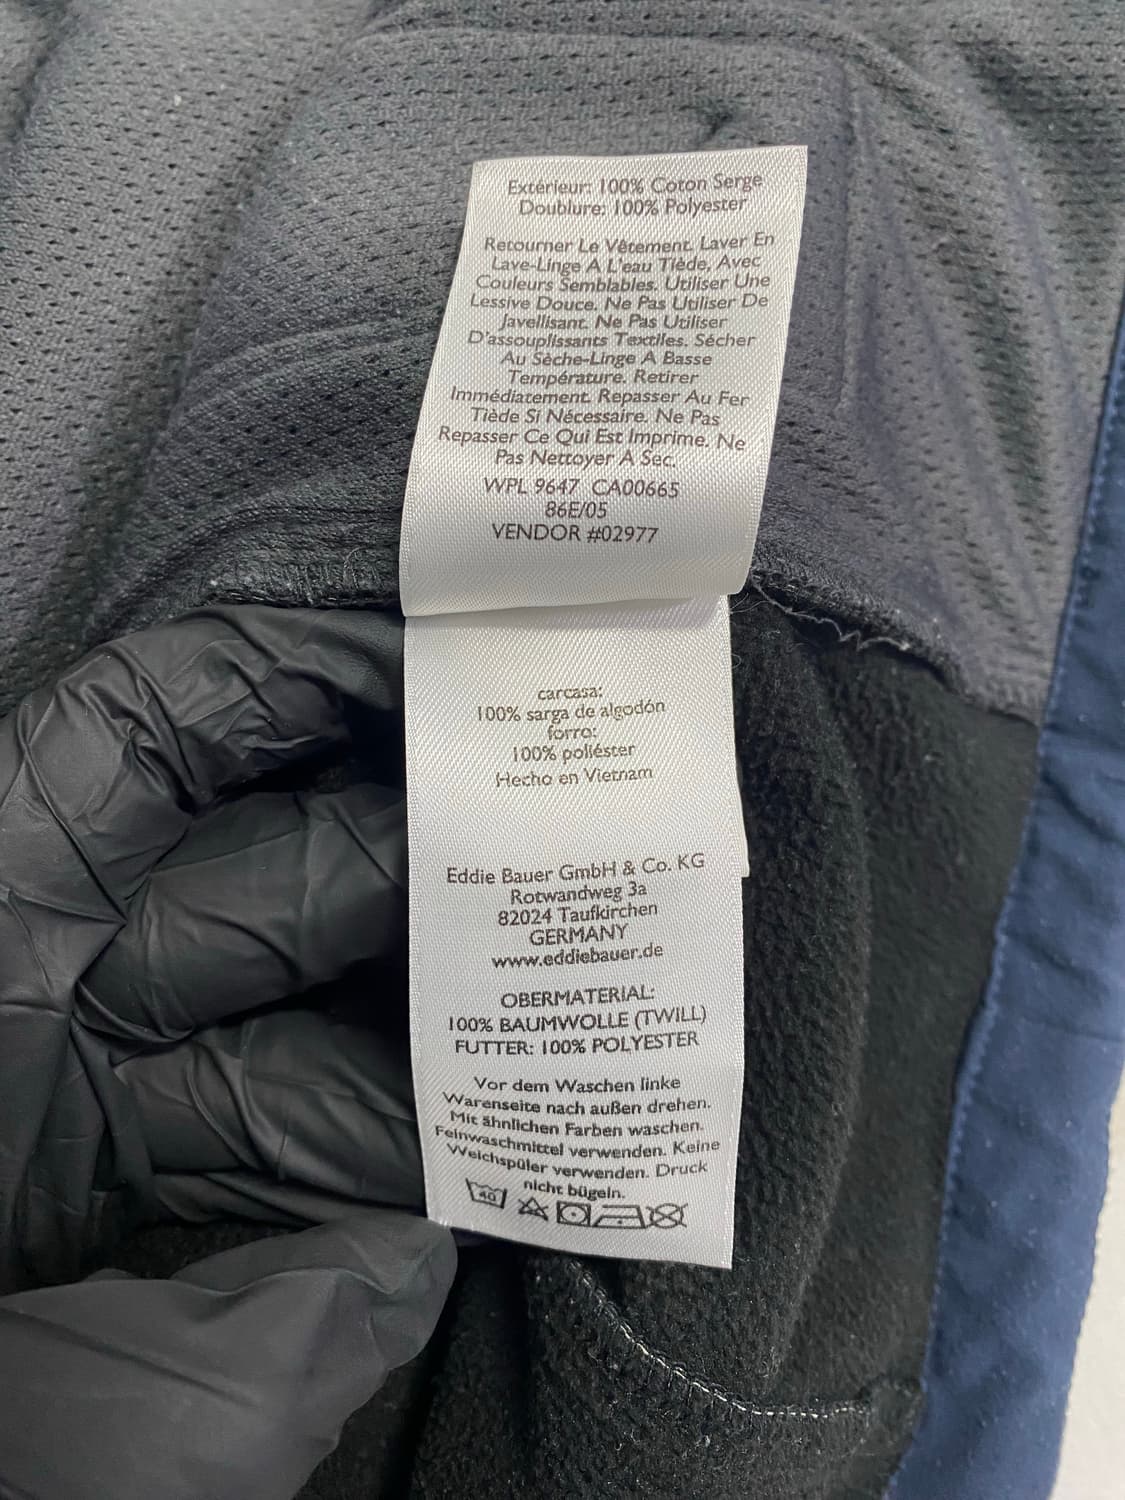 Extérieur: 100% Coton Serge
Doublure: 100% Polyester
Retourner Le Vêtement. Laver En
Lave-Linge A L'eau Tiède, Avec
Couleurs Semblables. Utiliser Une
Lessive Douce. Ne Pas Utiliser De
Javellisant. Ne Pas Utiliser
D'assouplissants Textiles. Sécher
Au Sèche-Linge A Basse
Température. Retirer
Immédiatement. Repasser Au Fer
Tiède Si Nécessaire. Ne Pas
Repasser Ce Qui Est Imprime. Ne
Pas Nettoyer A Sec.
WPL 9647 CA00665
86E/05
VENDOR #02977
carcasa:
100% sarga de algodón
forro:
100% poliéster
Hecho en Vietnam
Eddie Bauer GmbH & Co. KG
Rotwandweg 3a
82024 Taufkirchen
GERMANY
www.eddiebauer.de
OBERMATERIAL:
100% BAUMWOLLE (TWILL)
FUTTER: 100% POLYESTER
Vor dem Waschen linke
Warenseite nach außen drehen.
Mit ähnlichen Farben waschen.
Feinwaschmittel verwenden. Keine
Weichspüler verwenden. Druck
nicht bügeln.
40